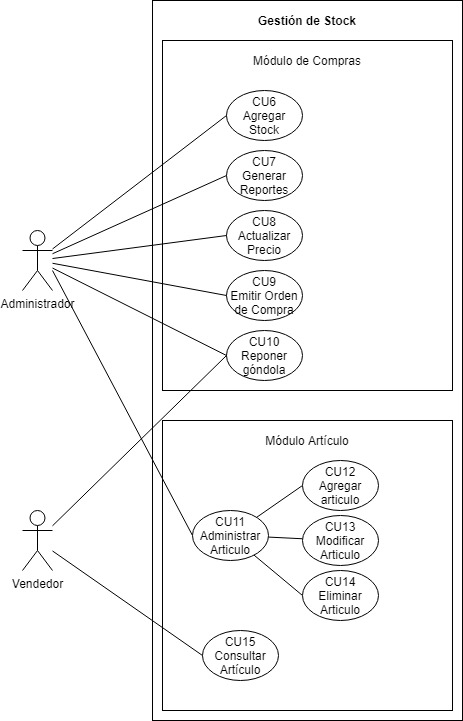 Gestión de Stock
Módulo de Compras
CU6
Agregar
Stock
CU7
Generar
Reportes
CU8
Actualizar
Precio
CU9
Emitir Orden
de Compra
CU10
Reponer
góndola
Administrador
Módulo Artículo
CU12
Agregar
articulo
CU11
Administrar
Articulo
CU13
Modificar
Articulo
CU14
Eliminar
Articulo
Vendedor
CU15
Consultar
Artículo